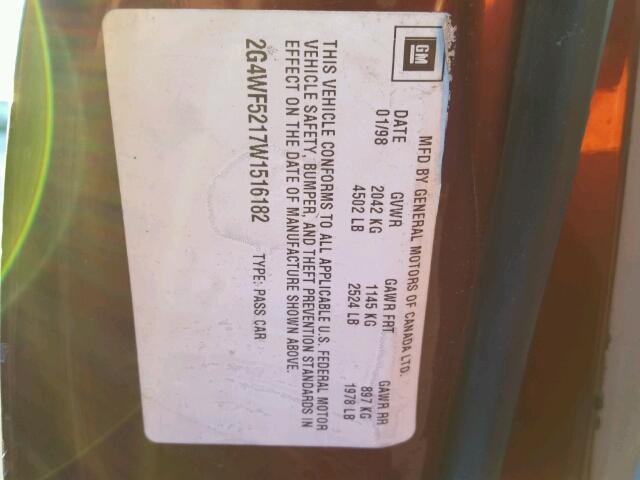 GM
MFD BY GENERAL MOTORS OF CANADA LTD.
DATE GVWR GAWR FRT GAWR RR
01/98 2042 KG 1145 KG 897 KG
4502 LB 2524 LB 1978 LB
THIS VEHICLE CONFORMS TO ALL APPLICABLE U.S. FEDERAL MOTOR
VEHICLE SAFETY, BUMPER, AND THEFT PREVENTION STANDARDS IN
EFFECT ON THE DATE OF MANUFACTURE SHOWN ABOVE.
2G4WF5217W1516182 TYPE: PASS CAR